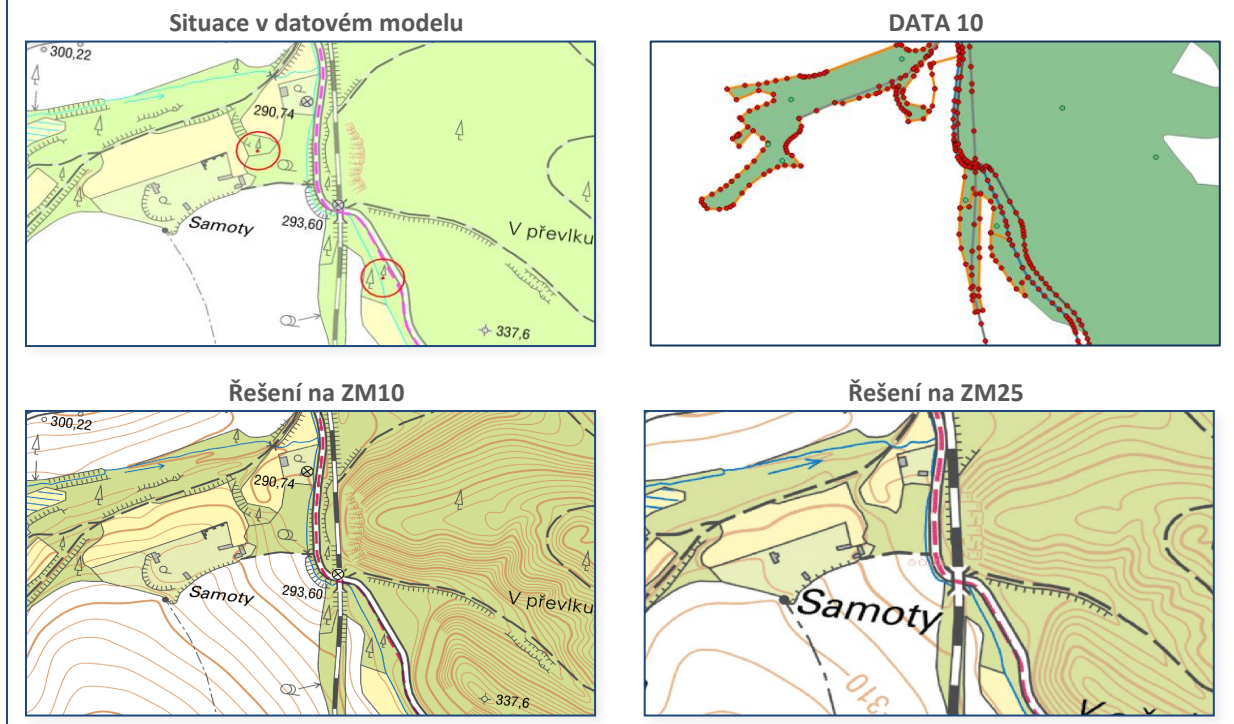 Situace v datovém modelu
DATA 10
300,22
290,74
Samoty
293,60
V převlku
337,6
Řešení na ZM10
Řešení na ZM25
300,22
290,74
Samoty
293,60
V převlku
337,6
Samoty
310